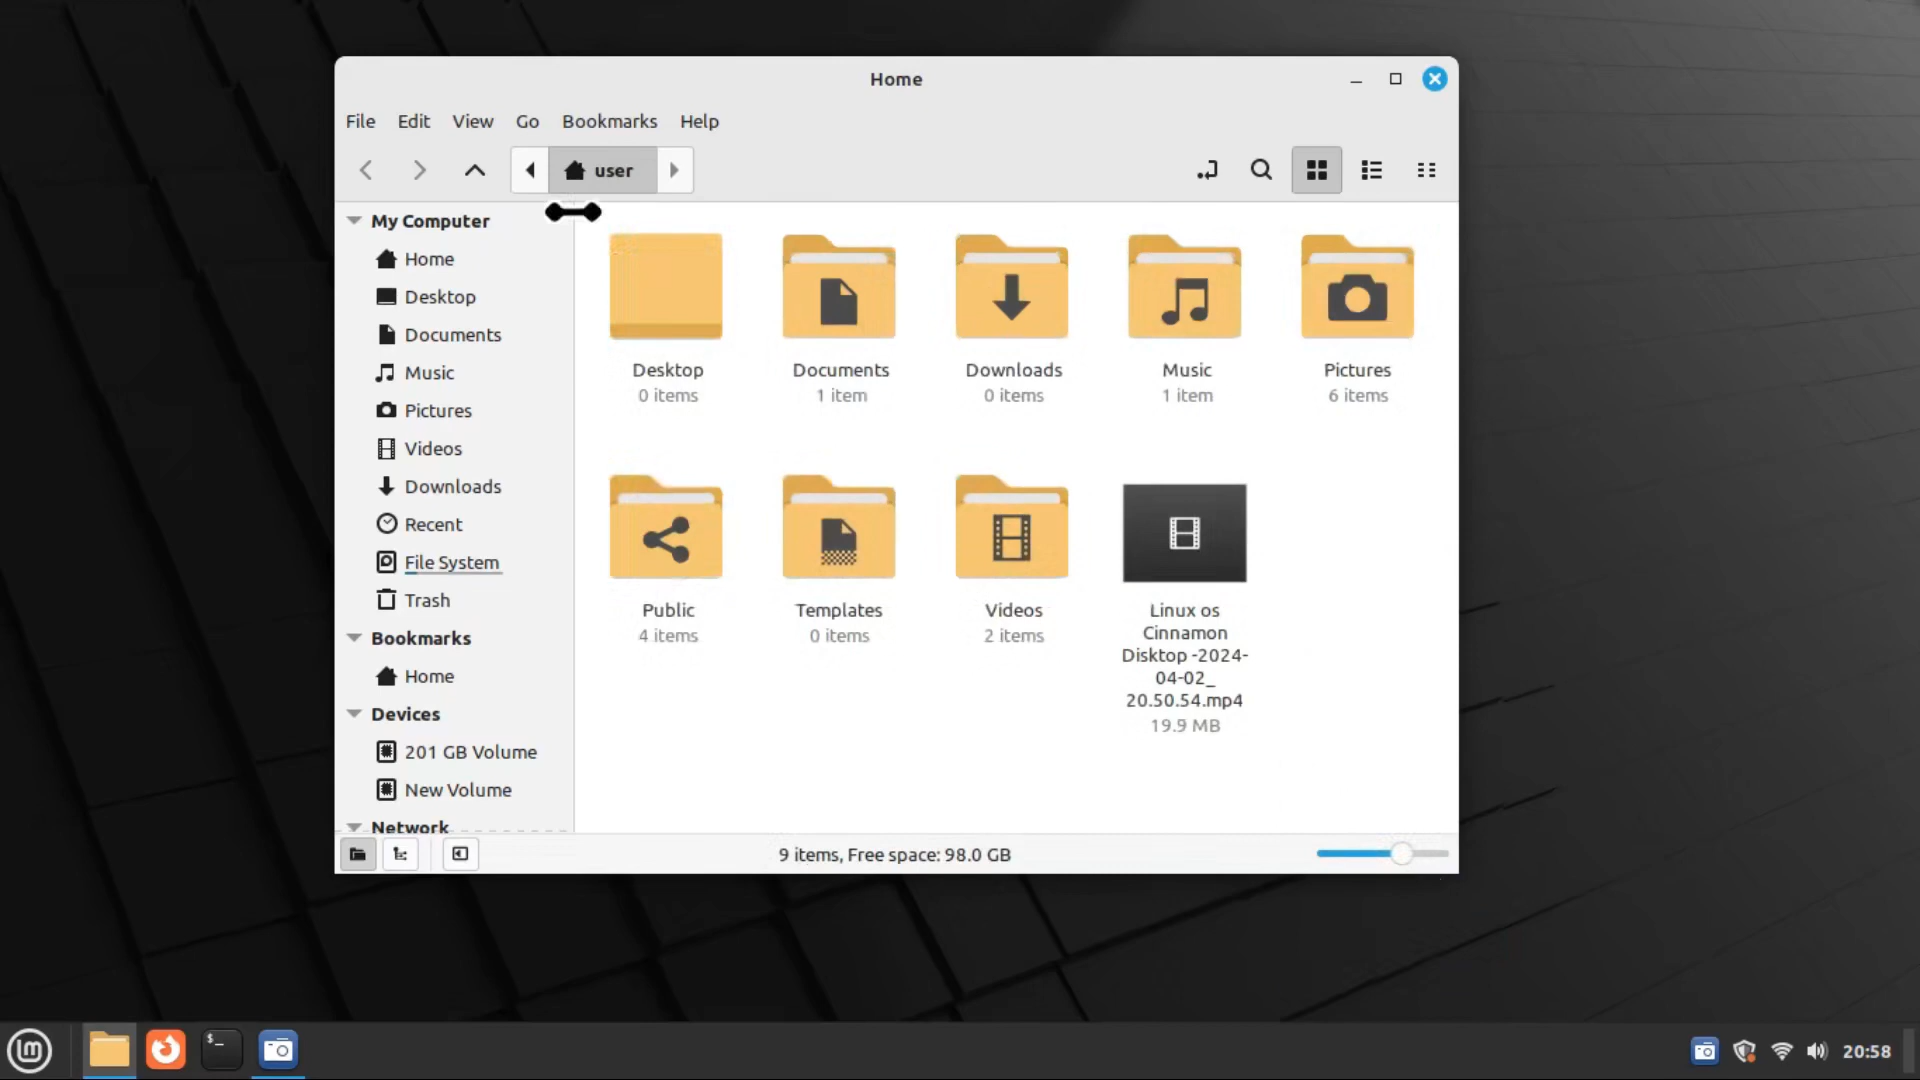 Home
File Edit View Go Bookmarks Help
user
My Computer
Home
Desktop
Documents
Music
Pictures
Videos
Downloads
Recent
File System
Trash
Bookmarks
Home
Devices
201 GB Volume
New Volume
Network
Desktop
0 items
Documents
1 item
Downloads
0 items
Music
1 item
Pictures
6 items
Public
4 items
Templates
0 items
Videos
2 items
Linux os
Cinnamon
Disktop -2024-
04-02_
20.50.54.mp4
19.9 MB
9 items, Free space: 98.0 GB
lm
$_
20:58